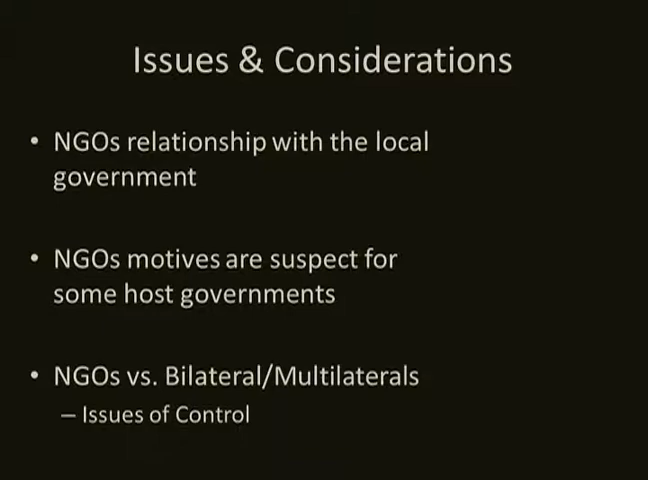 Issues & Considerations
• NGOs relationship with the local
government
• NGOs motives are suspect for
some host governments
• NGOs vs. Bilateral/Multilaterals
– Issues of Control